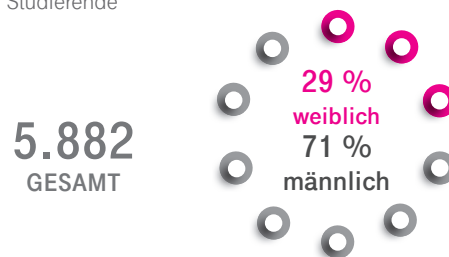 Studierende
5.882
GESAMT
29 %
weiblich
71 %
männlich